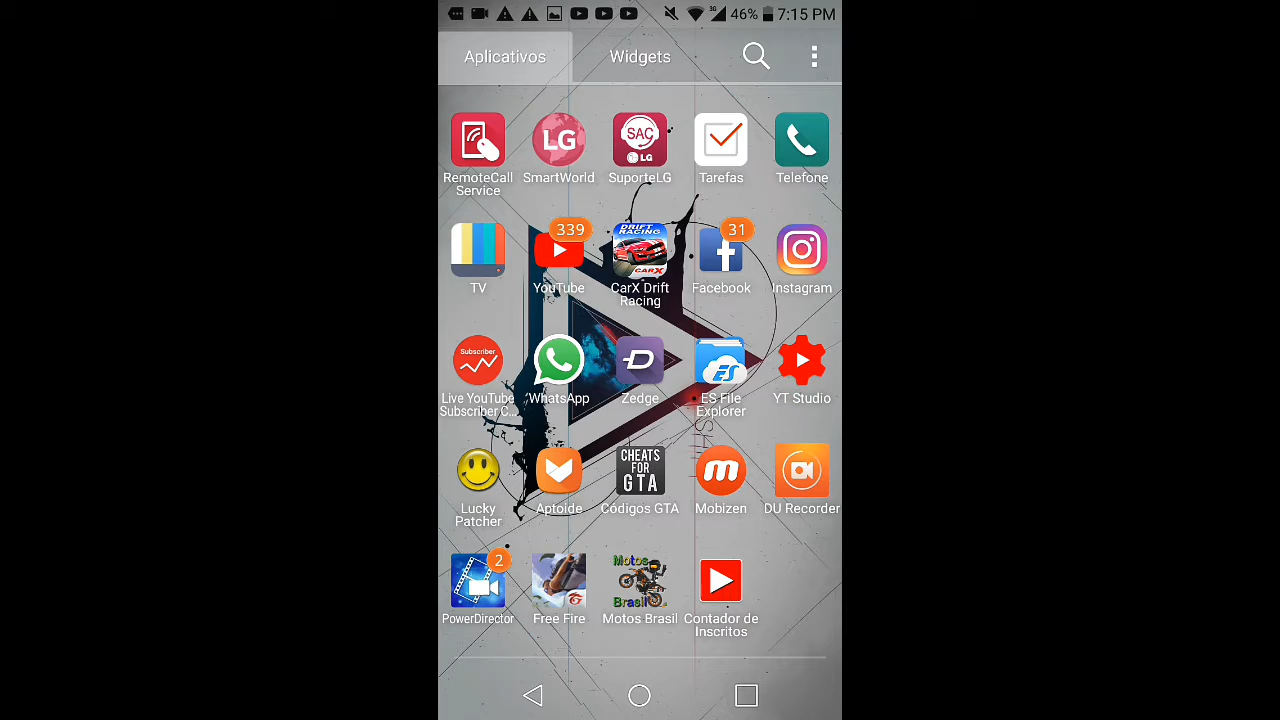 3G 46% 7:15 PM
Aplicativos Widgets
SAC
LG LG
RemoteCall Service SmartWorld SuporteLG Tarefas Telefone
339 DRIFT RACING 31
CARX
TV YouTube CarX Drift Racing Facebook Instagram
Subscriber
ES
Live YouTube Subscriber C... WhatsApp Zedge ES File Explorer YT Studio
CHEATS FOR GTA
Lucky Patcher Aptoide Códigos GTA Mobizen DU Recorder
2 Motos Brasil
PowerDirector Free Fire Motos Brasil Contador de Inscritos